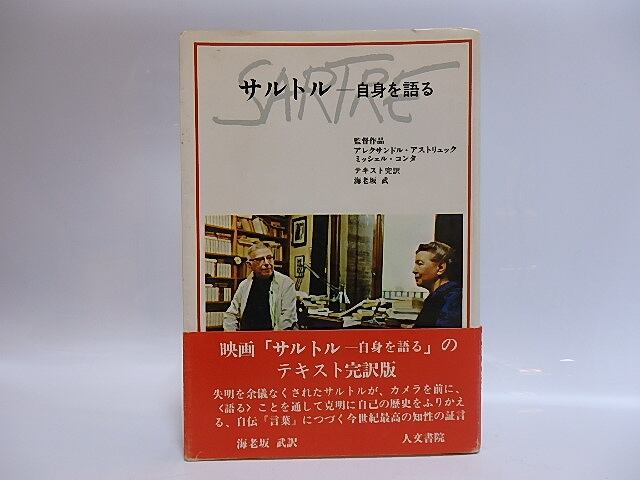 SARTRE
サルトル―自身を語る
監督作品
アレクサンドル・アストリュック
ミッシェル・コンタ
テキスト完訳
海老坂 武
映画「サルトル―自身を語る」の
テキスト完訳版
失明を余儀なくされたサルトルが、カメラを前に、
〈語る〉ことを通して克明に自己の歴史をふりかえ
る、自伝『言葉』につづく今世紀最高の知性の証言
海老坂 武訳 人文書院